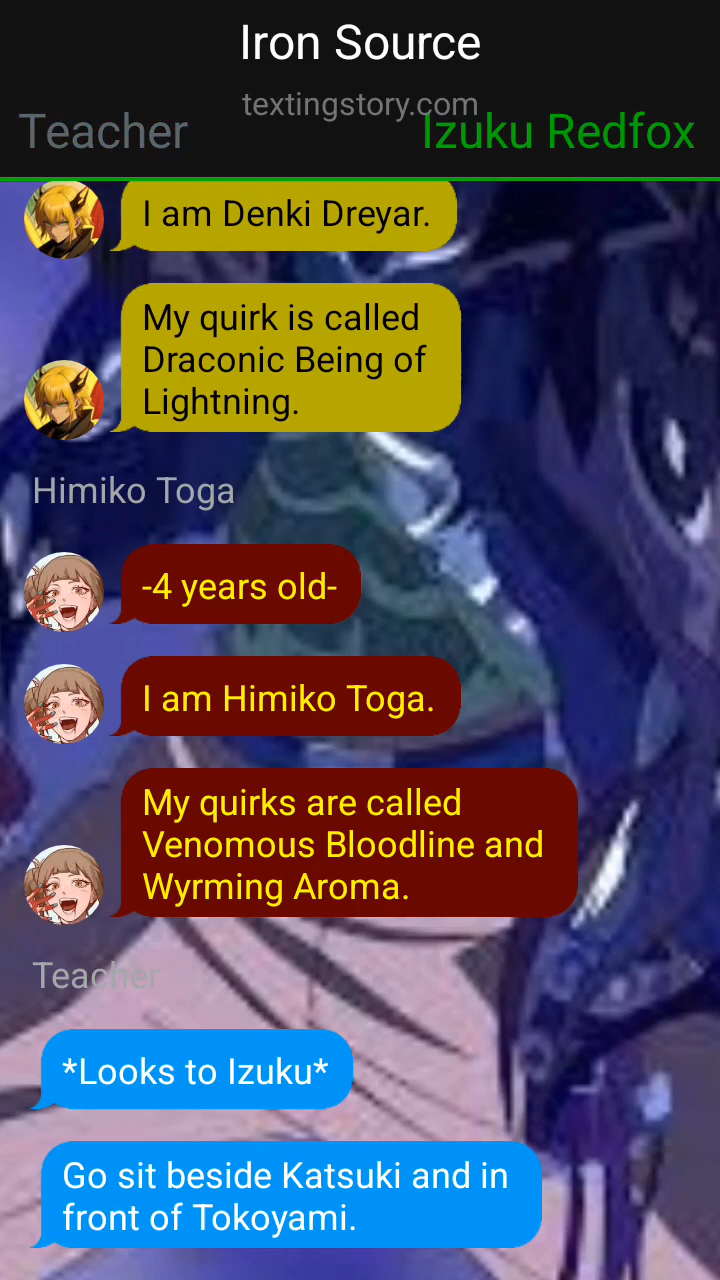 Iron Source
textingstory.com
Teacher
Izuku Redfox
I am Denki Dreyar.
My quirk is called
Draconic Being of
Lightning.
Himiko Toga
-4 years old-
I am Himiko Toga.
My quirks are called
Venomous Bloodline and
Wyrming Aroma.
Teacher
*Looks to Izuku*
Go sit beside Katsuki and in
front of Tokoyami.